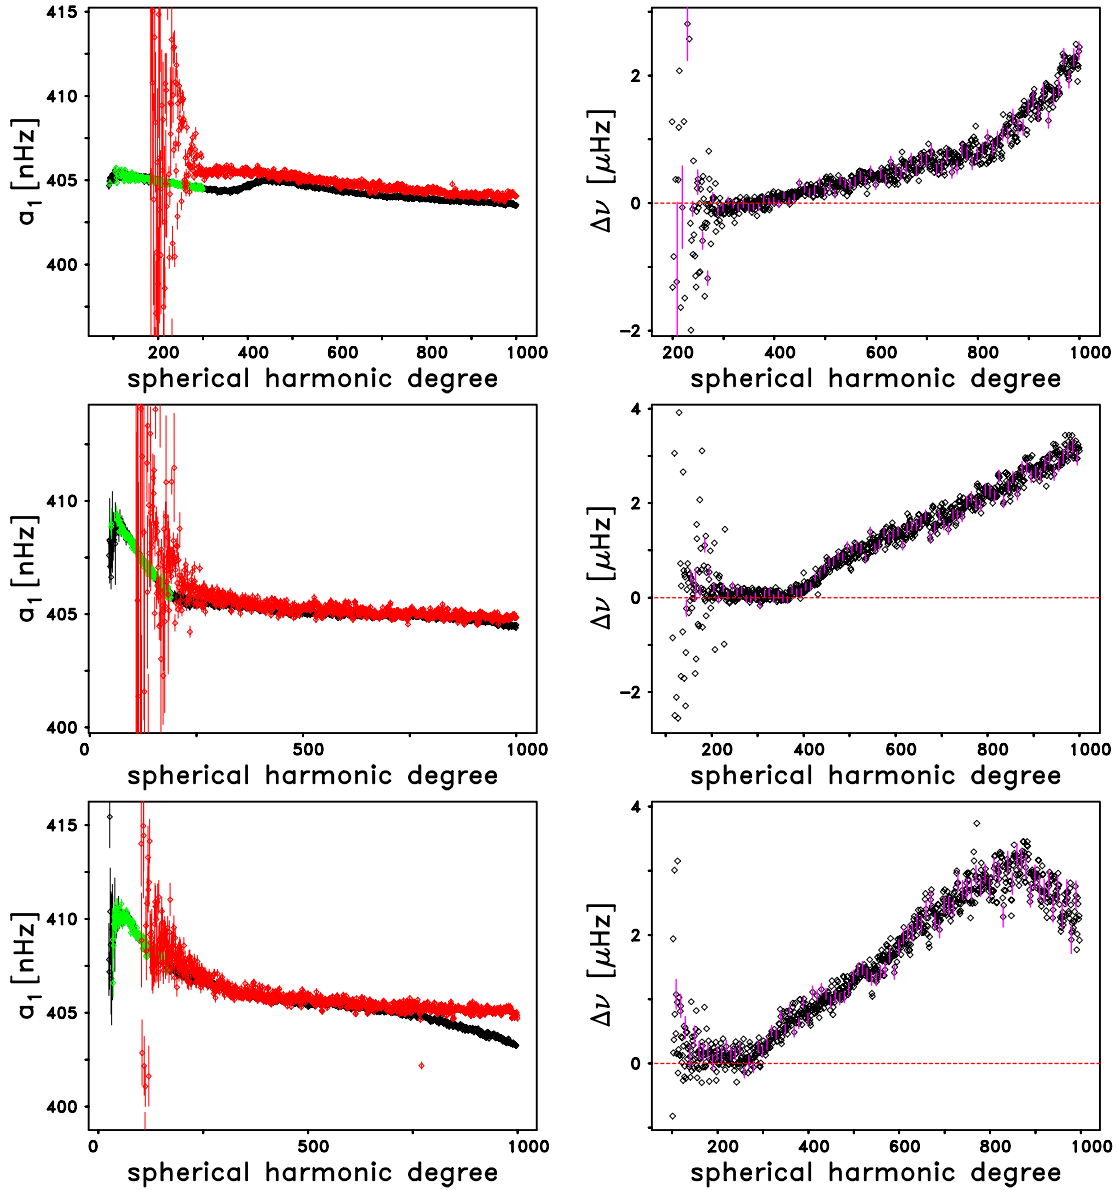 415
410
405
400
a₁ [nHz]
200 400 600 800 1000
spherical harmonic degree
2
0
−2
Δν [μHz]
200 400 600 800 1000
spherical harmonic degree
410
405
400
a₁ [nHz]
0 500 1000
spherical harmonic degree
4
2
0
−2
Δν [μHz]
200 400 600 800 1000
spherical harmonic degree
415
410
405
400
a₁ [nHz]
0 500 1000
spherical harmonic degree
4
2
0
Δν [μHz]
200 400 600 800 1000
spherical harmonic degree